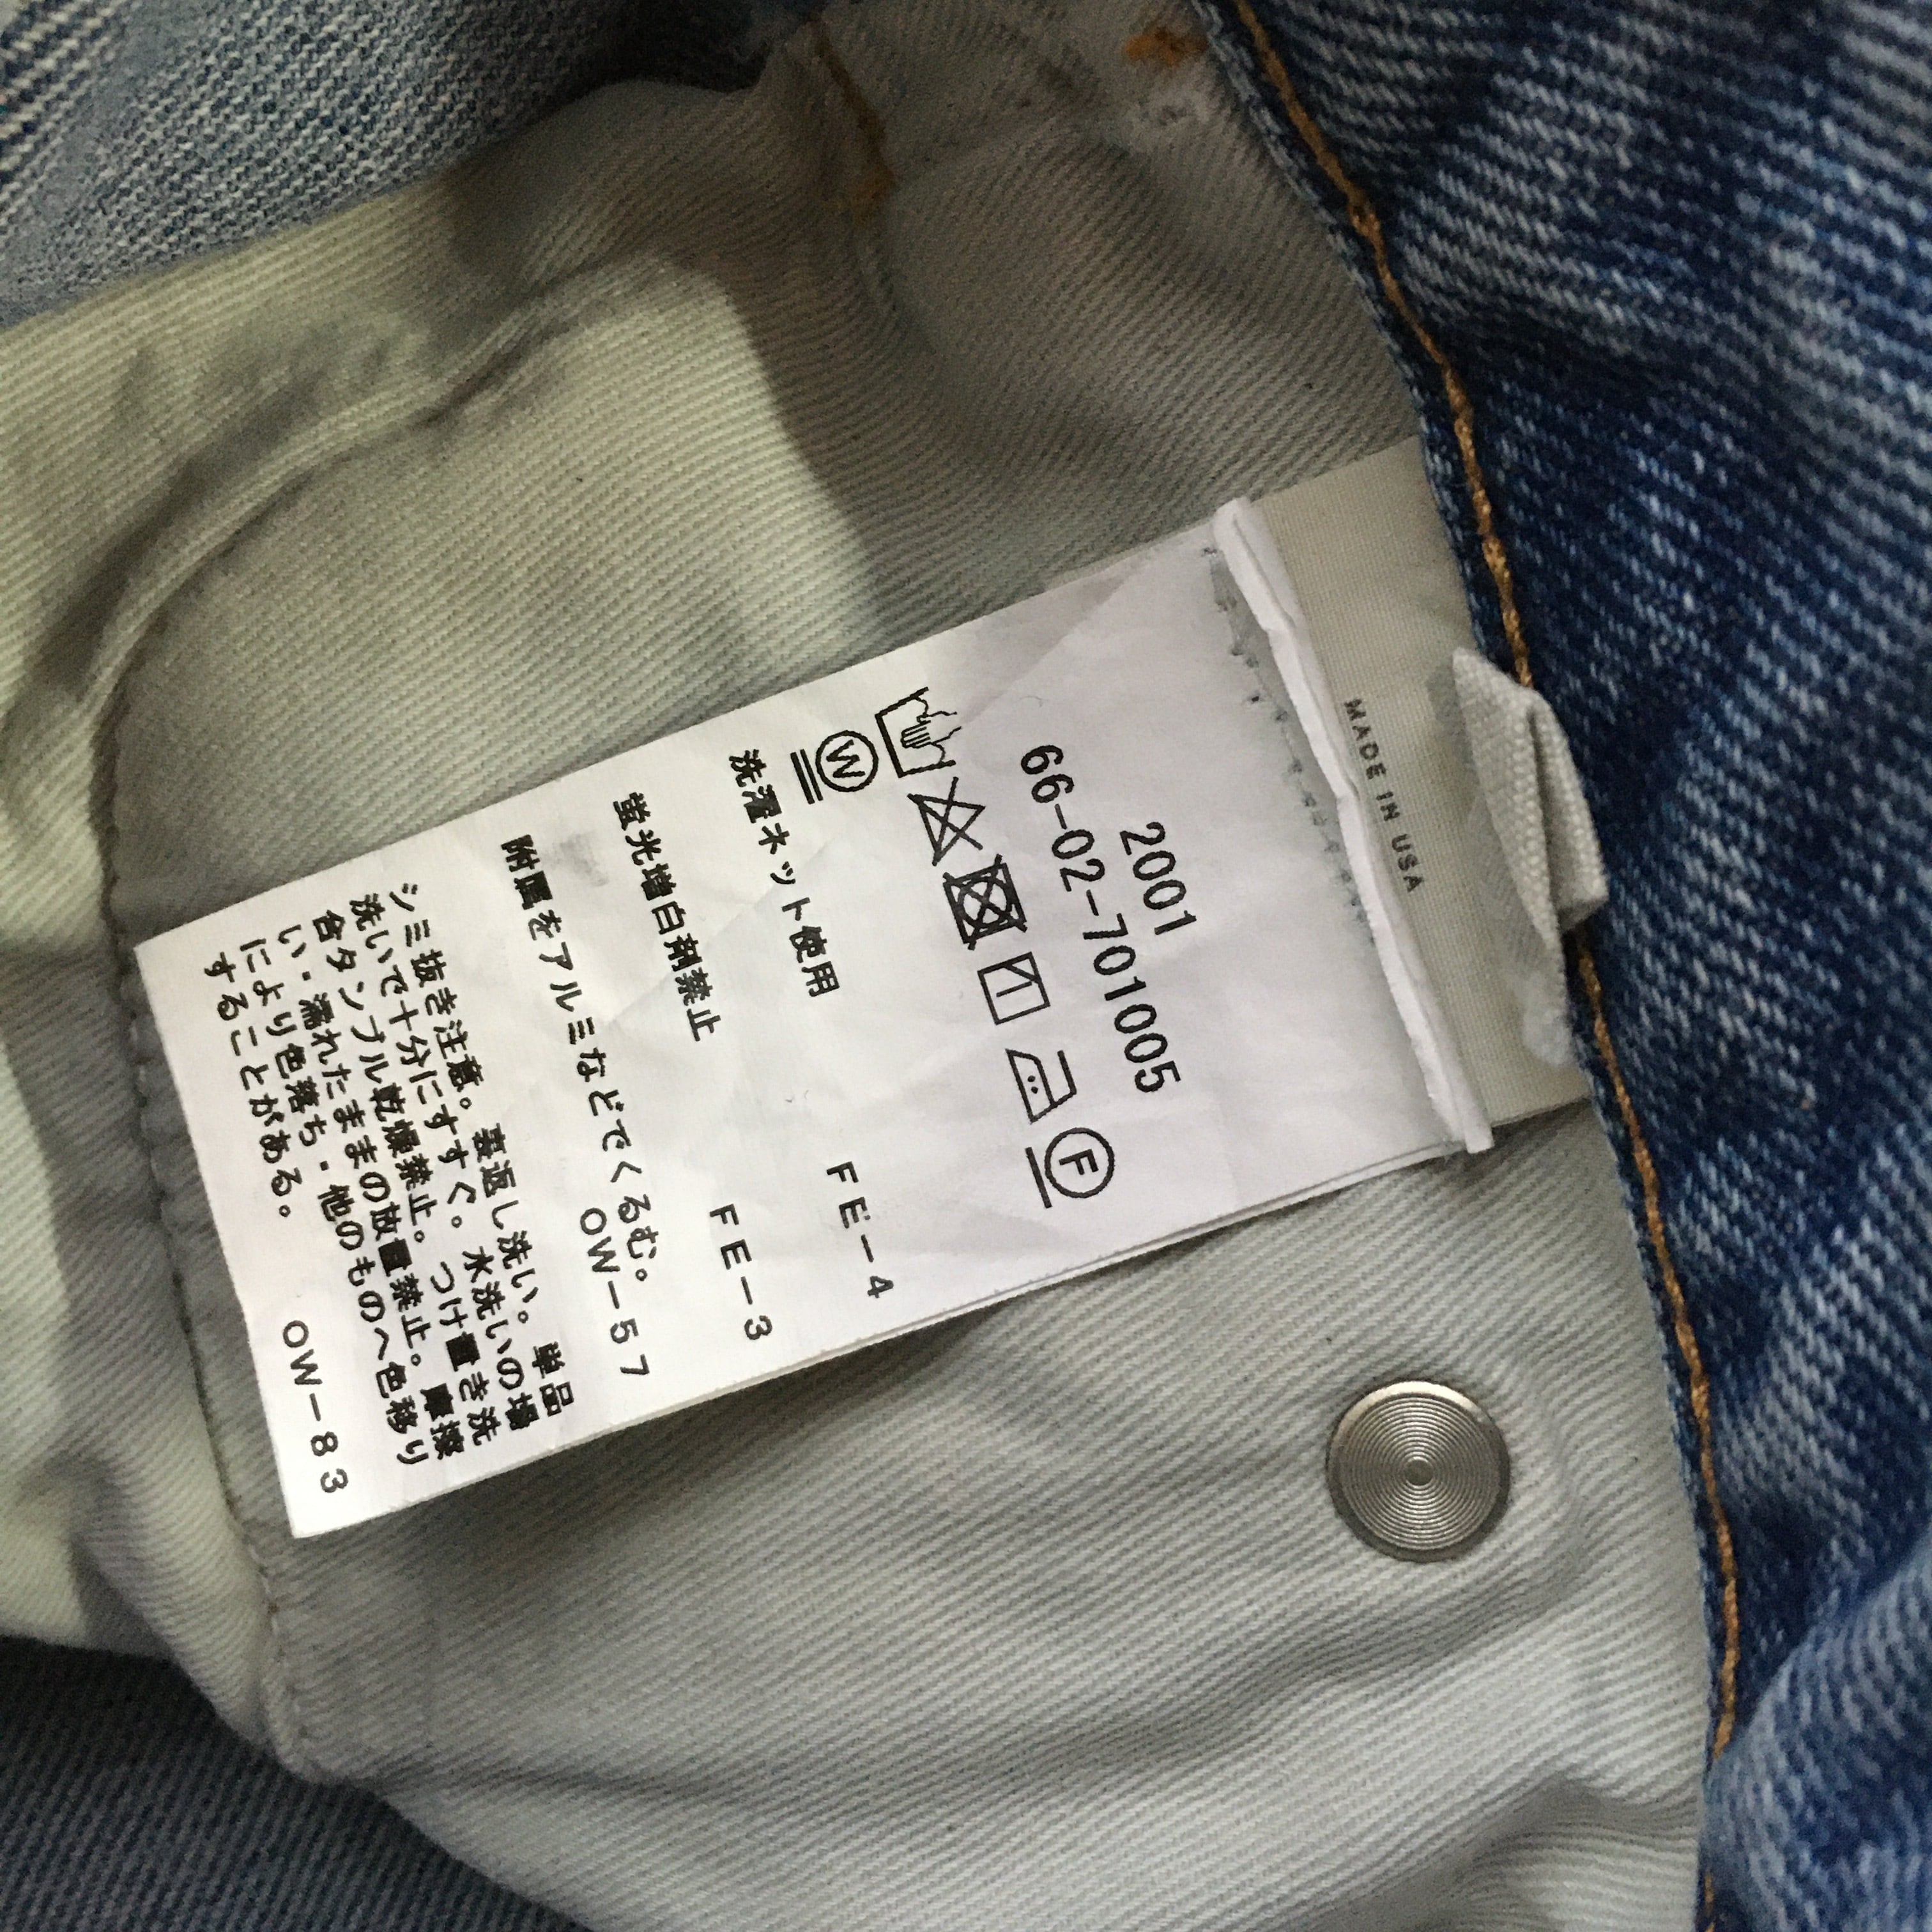 MADE IN USA
2001
66-02-701005
W
F
洗濯ネット使用
FE-4
蛍光増白剤禁止
FE-3
附属をアルミなどでくるむ。
OW-57
シミ抜き注意。裏返し洗い。単品
洗いで十分にすすぐ。水洗いの場
合タンブル乾燥禁止。つけ置き洗
い・濡れたままの放置禁止。摩擦
により色落ち・他のものへ色移り
することがある。
OW-83